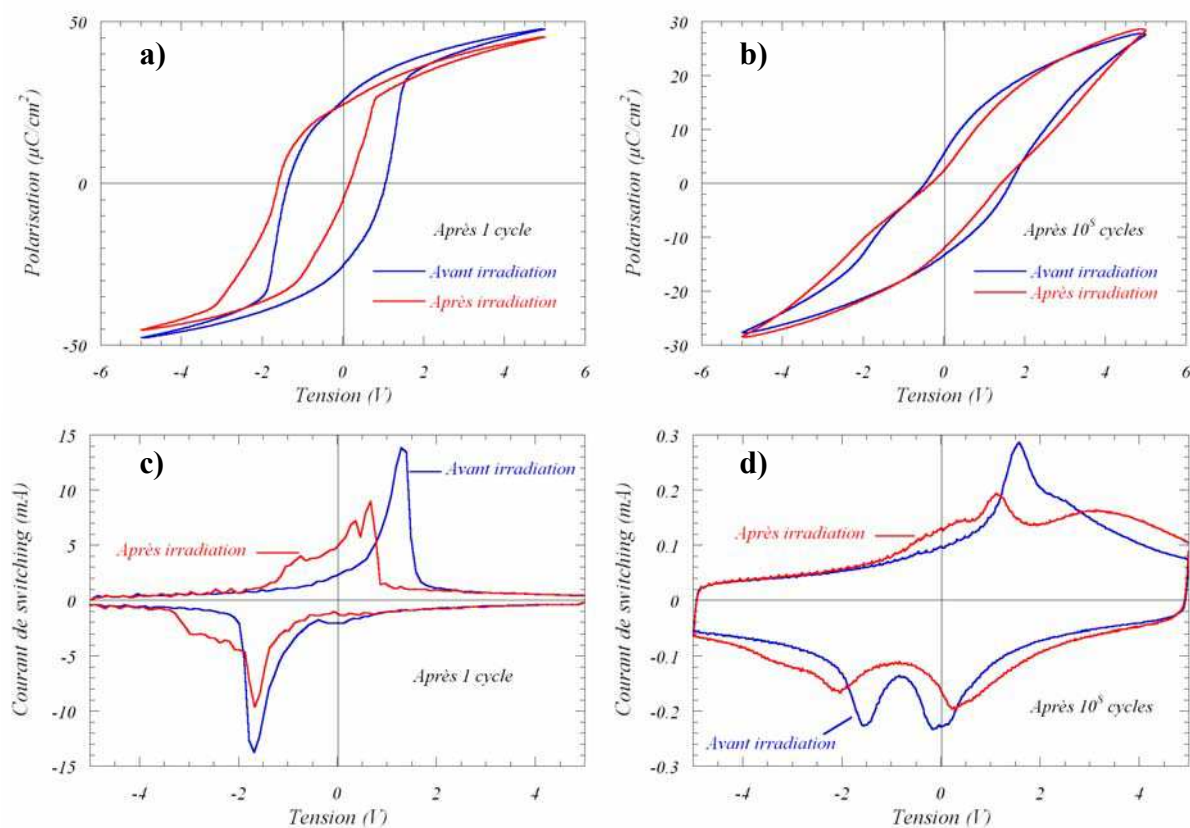 a)
50
0
-50
Polarisation (µC/cm²)
Après 1 cycle
Avant irradiation
Après irradiation
-6 -4 -2 0 2 4 6
Tension (V)
b)
30
20
10
0
-10
-20
-30
Polarisation (µC/cm²)
Après 10⁸ cycles
Avant irradiation
Après irradiation
-6 -4 -2 0 2 4 6
Tension (V)
c)
15
10
5
0
-5
-10
-15
Courant de switching (mA)
Avant irradiation
Après irradiation
Après 1 cycle
-4 -2 0 2 4
Tension (V)
d)
0.3
0.2
0.1
0
-0.1
-0.2
-0.3
Courant de switching (mA)
Après irradiation
Avant irradiation
Après 10⁸ cycles
-4 -2 0 2 4
Tension (V)